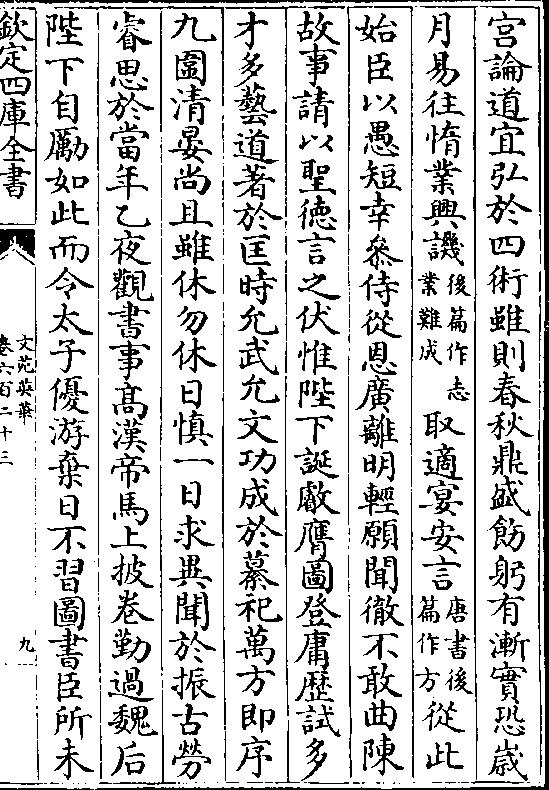 宫論道宜弘於四術雖則春秋鼎盛飭躬有漸實恐嵗
月易往惰業興譏後篇作志業難成取適宴安言唐書後篇作方從此
始臣以愚短幸叅侍從恩廣離明輕願聞徹不敢曲陳
故事請以聖徳言之伏惟陛下誕叡膺圖登庸歴試多
才多藝道著於匡時允武允文功成於纂祀萬方即序
九圍清晏尚且雖休勿休日慎一日求異聞於振古勞
睿思於當年乙夜觀書事髙漢帝馬上披卷勤過魏后
陛下自勵如此而令太子優游棄日不習圖書臣所未
欽定四庫全書
文苑英華
卷六百二十三
九